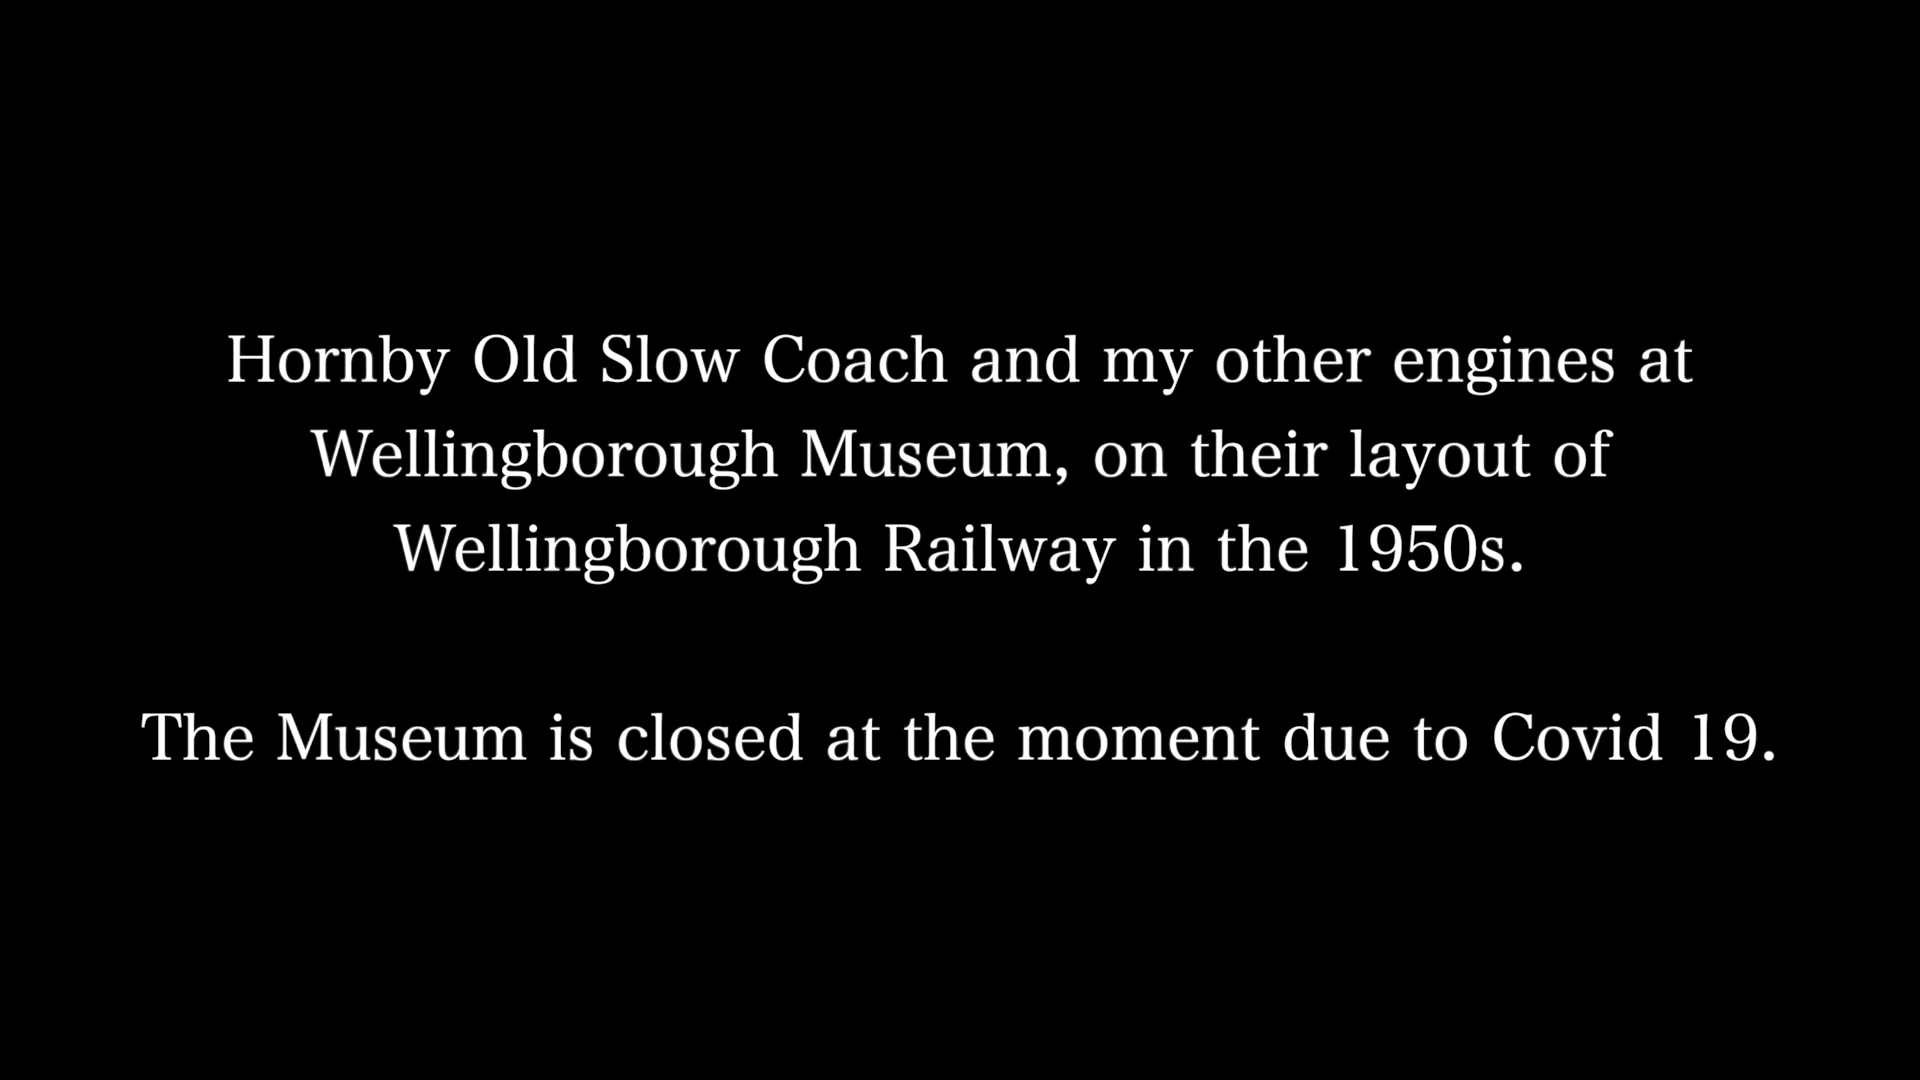 Hornby Old Slow Coach and my other engines at
Wellingborough Museum, on their layout of
Wellingborough Railway in the 1950s.
The Museum is closed at the moment due to Covid 19.